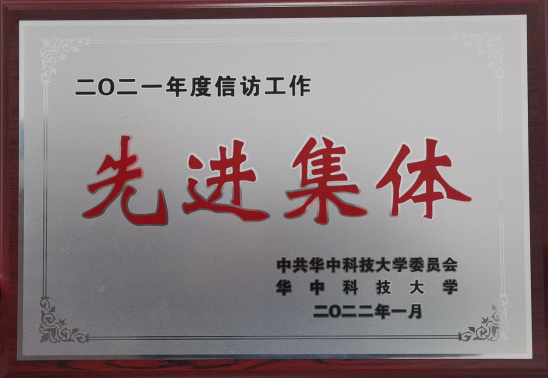 二〇二一年度信访工作
先进集体
中共华中科技大学委员会
华中科技大学
二〇二二年一月